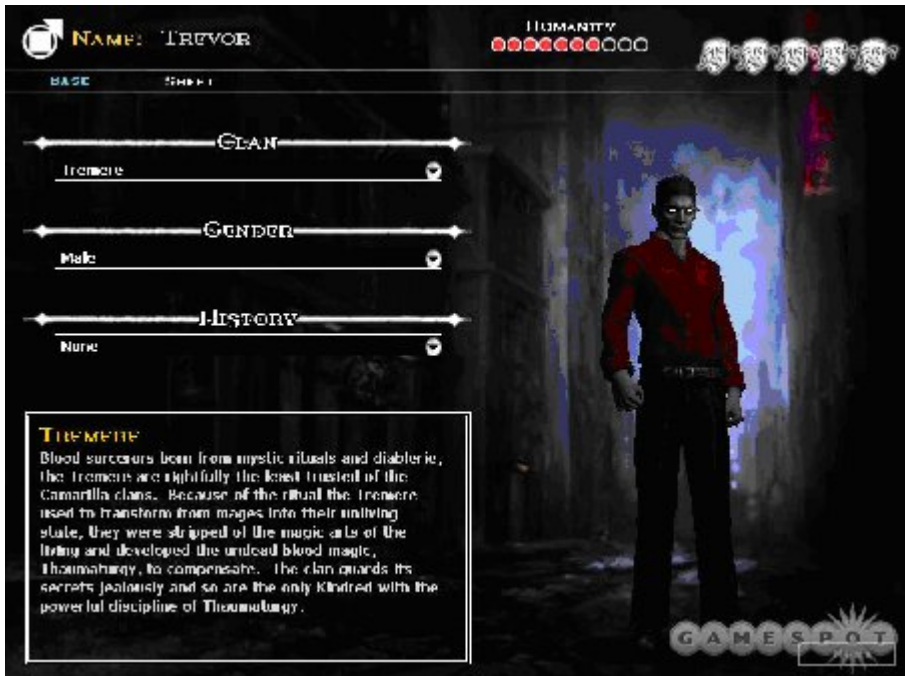 NAME: TREVOR
HUMANITY
BASE
SHEET
CLAN
Tremere
GENDER
Male
HISTORY
None
TREMERE
Blood sorcerors born from mystic rituals and diablerie,
the Tremere are rightfully the least trusted of the
Camarilla clans. Because of the ritual the Tremere
used to transform from mages into their unliving
state, they were stripped of the magic arts of the
living and developed the undead blood magic,
Thaumaturgy, to compensate. The clan guards its
secrets jealously and so are the only Kindred with the
powerful discipline of Thaumaturgy.
GAMESPOT